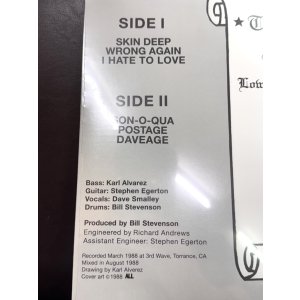 SIDE I
SKIN DEEP
WRONG AGAIN
I HATE TO LOVE
SIDE II
SON-O-QUA
POSTAGE
DAVEAGE
Bass: Karl Alvarez
Guitar: Stephen Egerton
Vocals: Dave Smalley
Drums: Bill Stevenson
Produced by Bill Stevenson
Engineered by Richard Andrews
Assistant Engineer: Stephen Egerton
Recorded March 1988 at 3rd Wave, Torrance, CA
Mixed in August 1988
Drawing by Karl Alvarez
Cover art ©1988 ALL